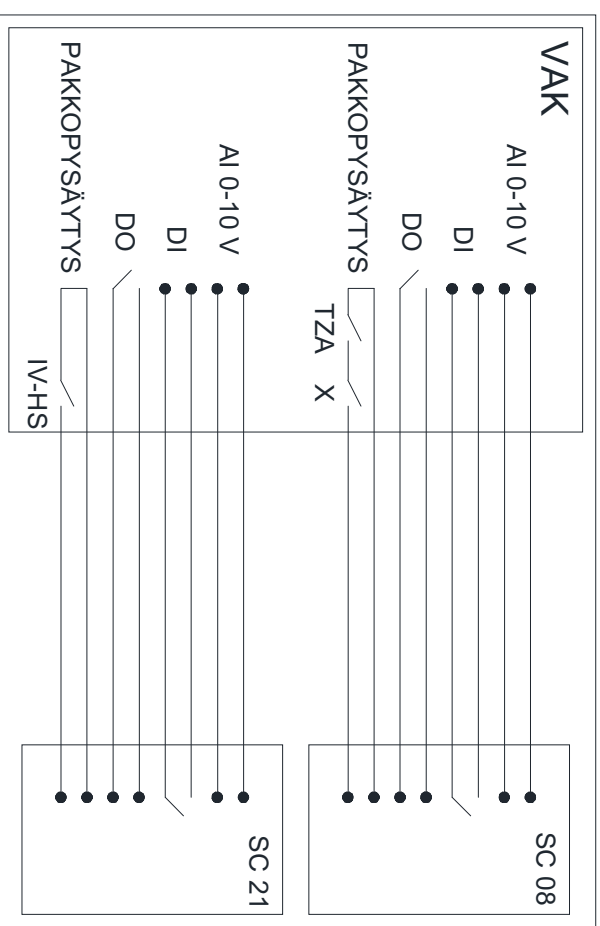 VAK
AI 0-10 V
DI
DO
PAKKOPYSÄYTYS
TZA X
SC 08
AI 0-10 V
DI
DO
PAKKOPYSÄYTYS
IV-HS
SC 21